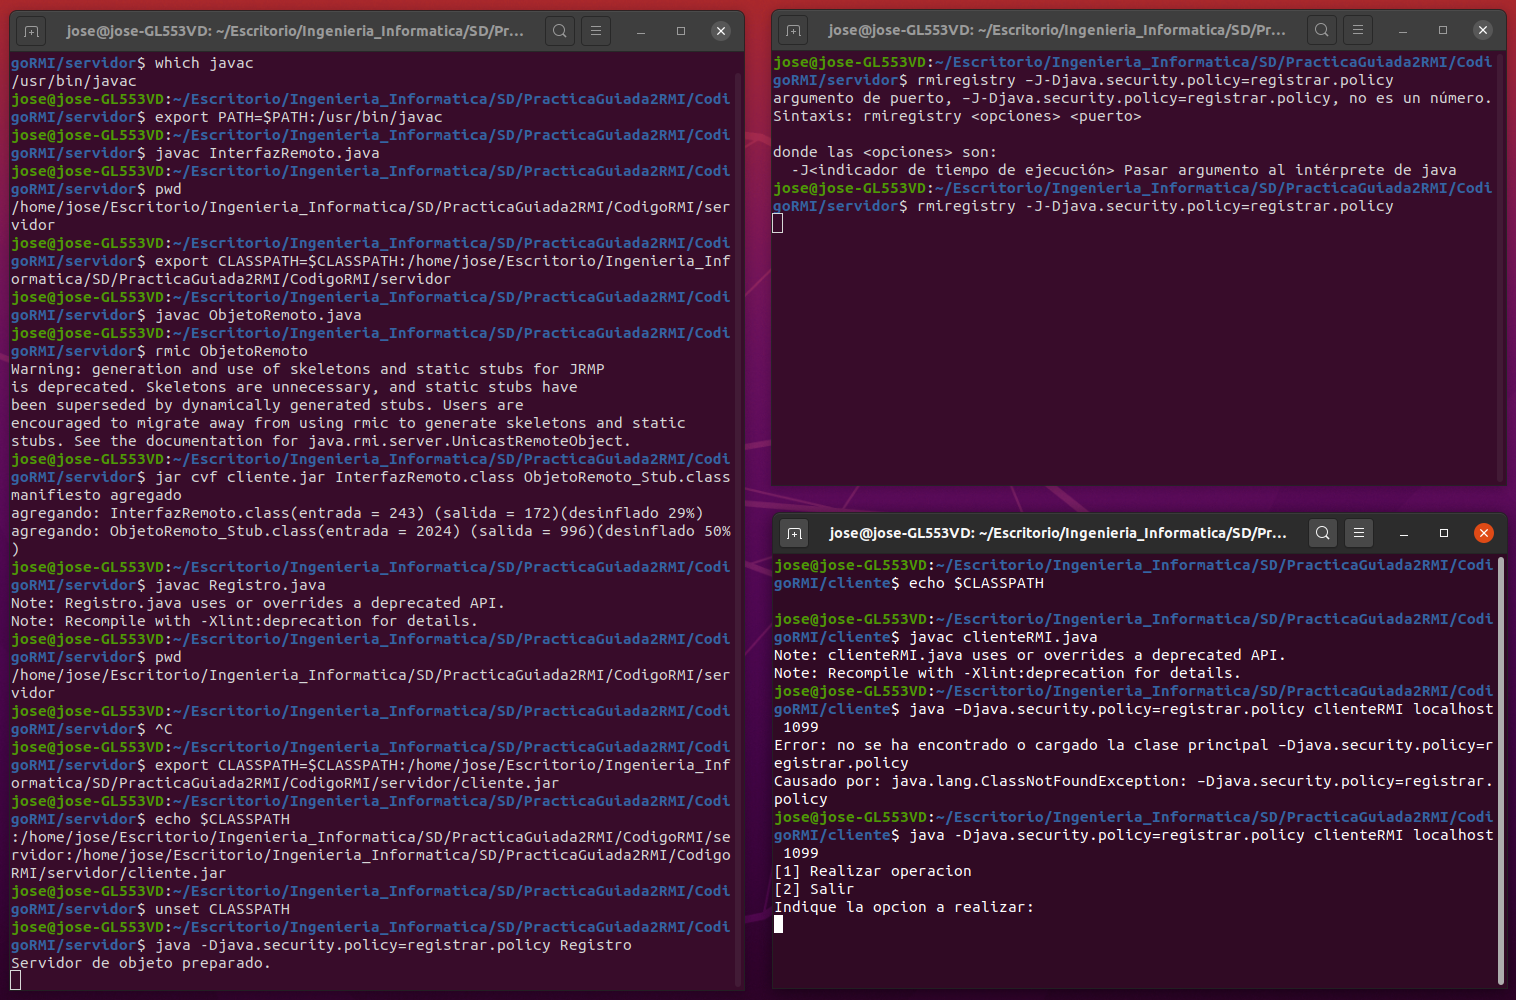 jose@jose-GL553VD: ~/Escritorio/Ingenieria_Informatica/SD/Pr...
goRMI/servidor$ which javac
/usr/bin/javac
jose@jose-GL553VD:~/Escritorio/Ingenieria_Informatica/SD/PracticaGuiada2RMI/Codi
goRMI/servidor$ export PATH=$PATH:/usr/bin/javac
jose@jose-GL553VD:~/Escritorio/Ingenieria_Informatica/SD/PracticaGuiada2RMI/Codi
goRMI/servidor$ javac InterfazRemoto.java
jose@jose-GL553VD:~/Escritorio/Ingenieria_Informatica/SD/PracticaGuiada2RMI/Codi
goRMI/servidor$ pwd
/home/jose/Escritorio/Ingenieria_Informatica/SD/PracticaGuiada2RMI/CodigoRMI/ser
vidor
jose@jose-GL553VD:~/Escritorio/Ingenieria_Informatica/SD/PracticaGuiada2RMI/Codi
goRMI/servidor$ export CLASSPATH=$CLASSPATH:/home/jose/Escritorio/Ingenieria_Inf
ormatica/SD/PracticaGuiada2RMI/CodigoRMI/servidor
jose@jose-GL553VD:~/Escritorio/Ingenieria_Informatica/SD/PracticaGuiada2RMI/Codi
goRMI/servidor$ javac ObjetoRemoto.java
jose@jose-GL553VD:~/Escritorio/Ingenieria_Informatica/SD/PracticaGuiada2RMI/Codi
goRMI/servidor$ rmic ObjetoRemoto
Warning: generation and use of skeletons and static stubs for JRMP
is deprecated. Skeletons are unnecessary, and static stubs have
been superseded by dynamically generated stubs. Users are
encouraged to migrate away from using rmic to generate skeletons and static
stubs. See the documentation for java.rmi.server.UnicastRemoteObject.
jose@jose-GL553VD:~/Escritorio/Ingenieria_Informatica/SD/PracticaGuiada2RMI/Codi
goRMI/servidor$ jar cvf cliente.jar InterfazRemoto.class ObjetoRemoto_Stub.class
manifiesto agregado
agregando: InterfazRemoto.class(entrada = 243) (salida = 172)(desinflado 29%)
agregando: ObjetoRemoto_Stub.class(entrada = 2024) (salida = 996)(desinflado 50%
)
jose@jose-GL553VD:~/Escritorio/Ingenieria_Informatica/SD/PracticaGuiada2RMI/Codi
goRMI/servidor$ javac Registro.java
Note: Registro.java uses or overrides a deprecated API.
Note: Recompile with -Xlint:deprecation for details.
jose@jose-GL553VD:~/Escritorio/Ingenieria_Informatica/SD/PracticaGuiada2RMI/Codi
goRMI/servidor$ pwd
/home/jose/Escritorio/Ingenieria_Informatica/SD/PracticaGuiada2RMI/CodigoRMI/ser
vidor
jose@jose-GL553VD:~/Escritorio/Ingenieria_Informatica/SD/PracticaGuiada2RMI/Codi
goRMI/servidor$ ^C
jose@jose-GL553VD:~/Escritorio/Ingenieria_Informatica/SD/PracticaGuiada2RMI/Codi
goRMI/servidor$ export CLASSPATH=$CLASSPATH:/home/jose/Escritorio/Ingenieria_Inf
ormatica/SD/PracticaGuiada2RMI/CodigoRMI/servidor/cliente.jar
jose@jose-GL553VD:~/Escritorio/Ingenieria_Informatica/SD/PracticaGuiada2RMI/Codi
goRMI/servidor$ echo $CLASSPATH
:/home/jose/Escritorio/Ingenieria_Informatica/SD/PracticaGuiada2RMI/CodigoRMI/se
rvidor:/home/jose/Escritorio/Ingenieria_Informatica/SD/PracticaGuiada2RMI/Codigo
RMI/servidor/cliente.jar
jose@jose-GL553VD:~/Escritorio/Ingenieria_Informatica/SD/PracticaGuiada2RMI/Codi
goRMI/servidor$ unset CLASSPATH
jose@jose-GL553VD:~/Escritorio/Ingenieria_Informatica/SD/PracticaGuiada2RMI/Codi
goRMI/servidor$ java -Djava.security.policy=registrar.policy Registro
Servidor de objeto preparado.
jose@jose-GL553VD: ~/Escritorio/Ingenieria_Informatica/SD/Pr...
jose@jose-GL553VD:~/Escritorio/Ingenieria_Informatica/SD/PracticaGuiada2RMI/Codi
goRMI/servidor$ rmiregistry –J-Djava.security.policy=registrar.policy
argumento de puerto, –J-Djava.security.policy=registrar.policy, no es un número.
Sintaxis: rmiregistry <opciones> <puerto>
donde las <opciones> son:
-J<indicador de tiempo de ejecución> Pasar argumento al intérprete de java
jose@jose-GL553VD:~/Escritorio/Ingenieria_Informatica/SD/PracticaGuiada2RMI/Codi
goRMI/servidor$ rmiregistry -J-Djava.security.policy=registrar.policy
jose@jose-GL553VD: ~/Escritorio/Ingenieria_Informatica/SD/Pr...
jose@jose-GL553VD:~/Escritorio/Ingenieria_Informatica/SD/PracticaGuiada2RMI/Codi
goRMI/cliente$ echo $CLASSPATH
jose@jose-GL553VD:~/Escritorio/Ingenieria_Informatica/SD/PracticaGuiada2RMI/Codi
goRMI/cliente$ javac clienteRMI.java
Note: clienteRMI.java uses or overrides a deprecated API.
Note: Recompile with -Xlint:deprecation for details.
jose@jose-GL553VD:~/Escritorio/Ingenieria_Informatica/SD/PracticaGuiada2RMI/Codi
goRMI/cliente$ java –Djava.security.policy=registrar.policy clienteRMI localhost
1099
Error: no se ha encontrado o cargado la clase principal –Djava.security.policy=r
egistrar.policy
Causado por: java.lang.ClassNotFoundException: –Djava.security.policy=registrar.
policy
jose@jose-GL553VD:~/Escritorio/Ingenieria_Informatica/SD/PracticaGuiada2RMI/Codi
goRMI/cliente$ java -Djava.security.policy=registrar.policy clienteRMI localhost
1099
[1] Realizar operacion
[2] Salir
Indique la opcion a realizar: